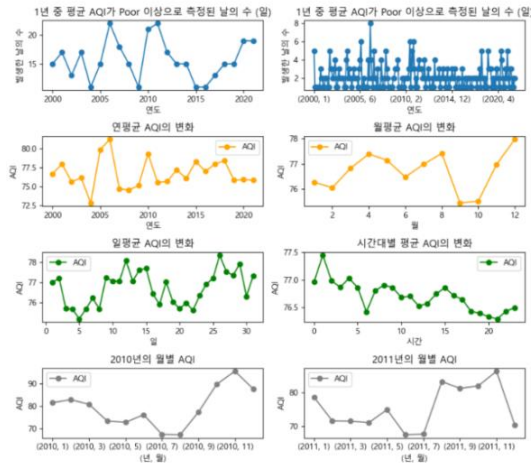 1년 중 평균 AQI가 Poor 이상으로 측정된 날의 수 (일)
발생한 날의 수
20
15
2000 2005 2010 2015 2020
연도
1년 중 평균 AQI가 Poor 이상으로 측정된 날의 수 (일)
발생한 날의 수
8
6
4
2
(2000, 1) (2005, 6) (2010, 2) (2014, 12) (2020, 4)
연도
연평균 AQI의 변화
AQI
AQI
80.0
77.5
75.0
72.5
2000 2005 2010 2015 2020
연도
월평균 AQI의 변화
AQI
AQI
78
77
76
2 4 6 8 10 12
월
일평균 AQI의 변화
AQI
AQI
78
77
76
0 5 10 15 20 25 30
일
시간대별 평균 AQI의 변화
AQI
AQI
77.5
77.0
76.5
0 5 10 15 20
시간
2010년의 월별 AQI
AQI
AQI
90
80
70
(2010, 1) (2010, 3) (2010, 5) (2010, 7) (2010, 9) (2010, 11)
(년, 월)
2011년의 월별 AQI
AQI
AQI
80
70
(2011, 1) (2011, 3) (2011, 5) (2011, 7) (2011, 9) (2011, 11)
(년, 월)